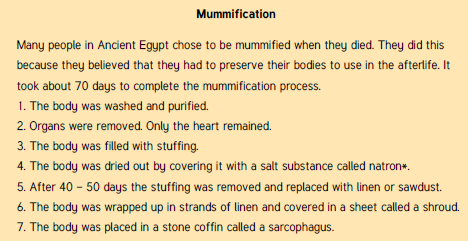 Mummification
Many people in Ancient Egypt chose to be mummified when they died. They did this
because they believed that they had to preserve their bodies to use in the afterlife. It
took about 70 days to complete the mummification process.
1. The body was washed and purified.
2. Organs were removed. Only the heart remained.
3. The body was filled with stuffing.
4. The body was dried out by covering it with a salt substance called natron*.
5. After 40 – 50 days the stuffing was removed and replaced with linen or sawdust.
6. The body was wrapped up in strands of linen and covered in a sheet called a shroud.
7. The body was placed in a stone coffin called a sarcophagus.